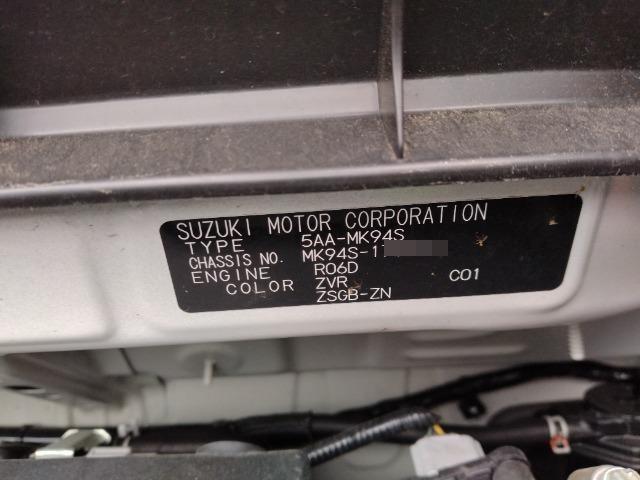 SUZUKI MOTOR CORPORATION
TYPE 5AA-MK94S
CHASSIS NO. MK94S-1
ENGINE R06D
COLOR ZVR C01
ZSGB-ZN